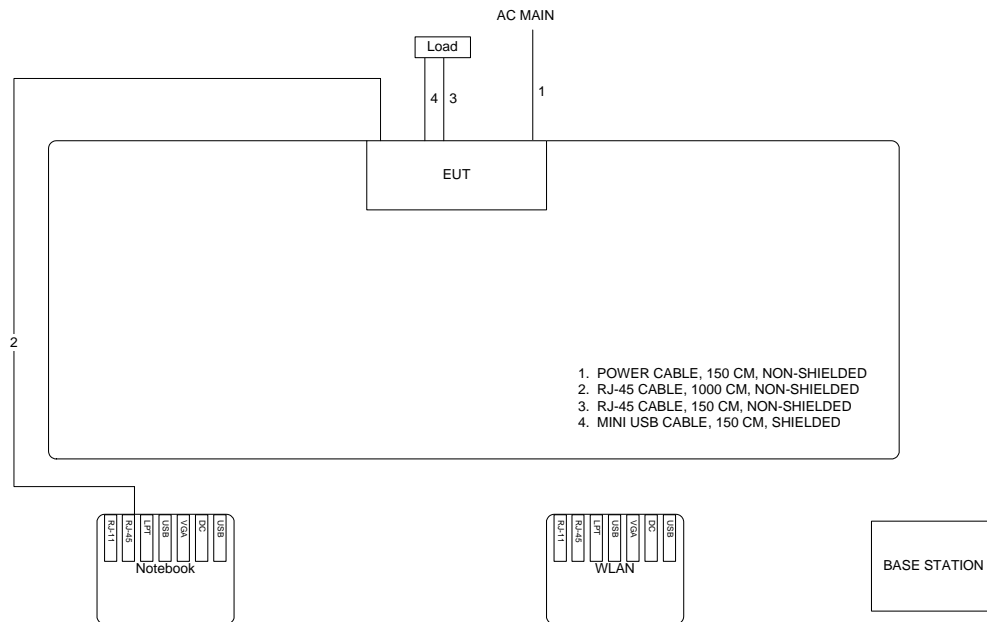 AC MAIN
Load
4 3
1
EUT
2
1. POWER CABLE, 150 CM, NON-SHIELDED
2. RJ-45 CABLE, 1000 CM, NON-SHIELDED
3. RJ-45 CABLE, 150 CM, NON-SHIELDED
4. MINI USB CABLE, 150 CM, SHIELDED
RJ-11
RJ-45
LPT
USB
VGA
DC
USB
Notebook
RJ-11
RJ-45
LPT
USB
VGA
DC
USB
WLAN
BASE STATION